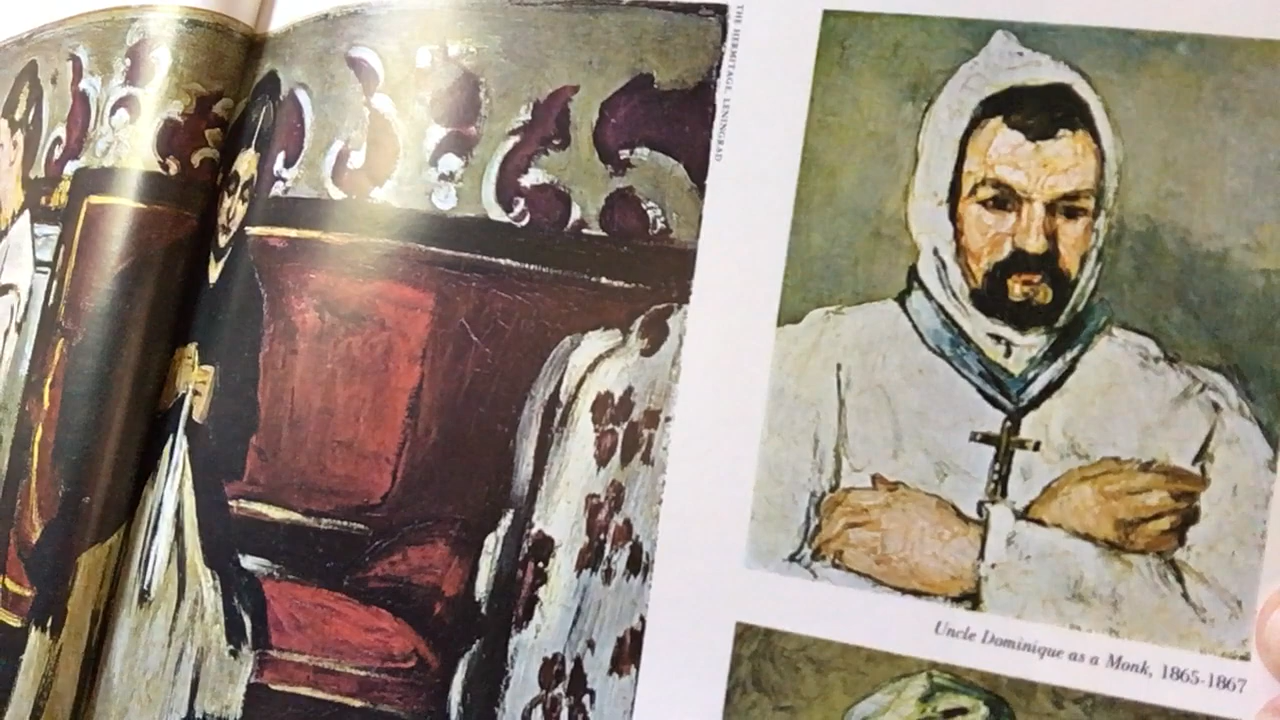 THE HERMITAGE, LENINGRAD
Uncle Dominique as a Monk, 1865-1867